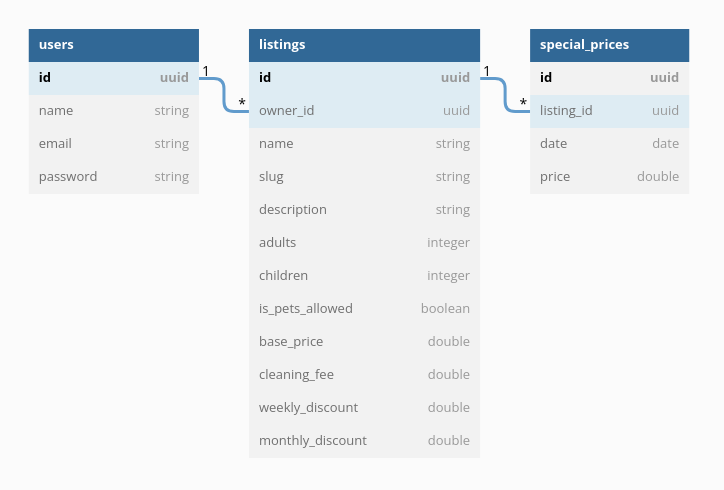 users
id uuid
name string
email string
password string
1
*
listings
id uuid
owner_id uuid
name string
slug string
description string
adults integer
children integer
is_pets_allowed boolean
base_price double
cleaning_fee double
weekly_discount double
monthly_discount double
1
*
special_prices
id uuid
listing_id uuid
date date
price double